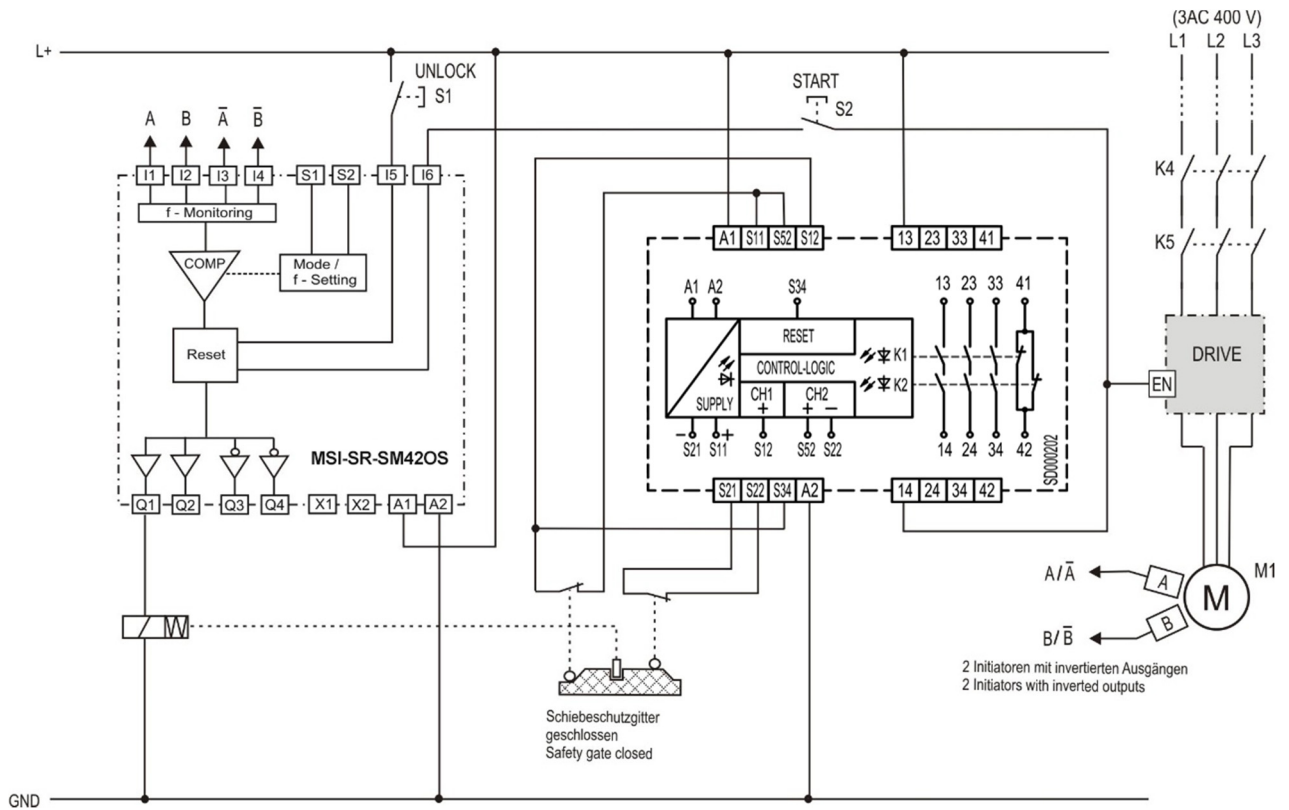 (3AC 400 V)
L1 L2 L3
L+
UNLOCK
S1
START
S2
A B A̅ B̅
I1 I2 I3 I4 S1 S2 I5 I6
f - Monitoring
COMP
Mode /
f - Setting
Reset
MSI-SR-SM42OS
Q1 Q2 Q3 Q4 X1 X2 A1 A2
A1 S11 S52 S12
13 23 33 41
A1 A2 S34
13 23 33 41
RESET
CONTROL-LOGIC
K1
K2
SUPPLY
CH1
+
CH2
+ −
− S21 S11 + S12 S52 S22
14 24 34 42
SD000202
S21 S22 S34 A2
14 24 34 42
K4
K5
DRIVE
EN
A/A̅
A
M
M1
B/B̅
B
2 Initiatoren mit invertierten Ausgängen
2 Initiators with inverted outputs
Schiebeschutzgitter
geschlossen
Safety gate closed
GND